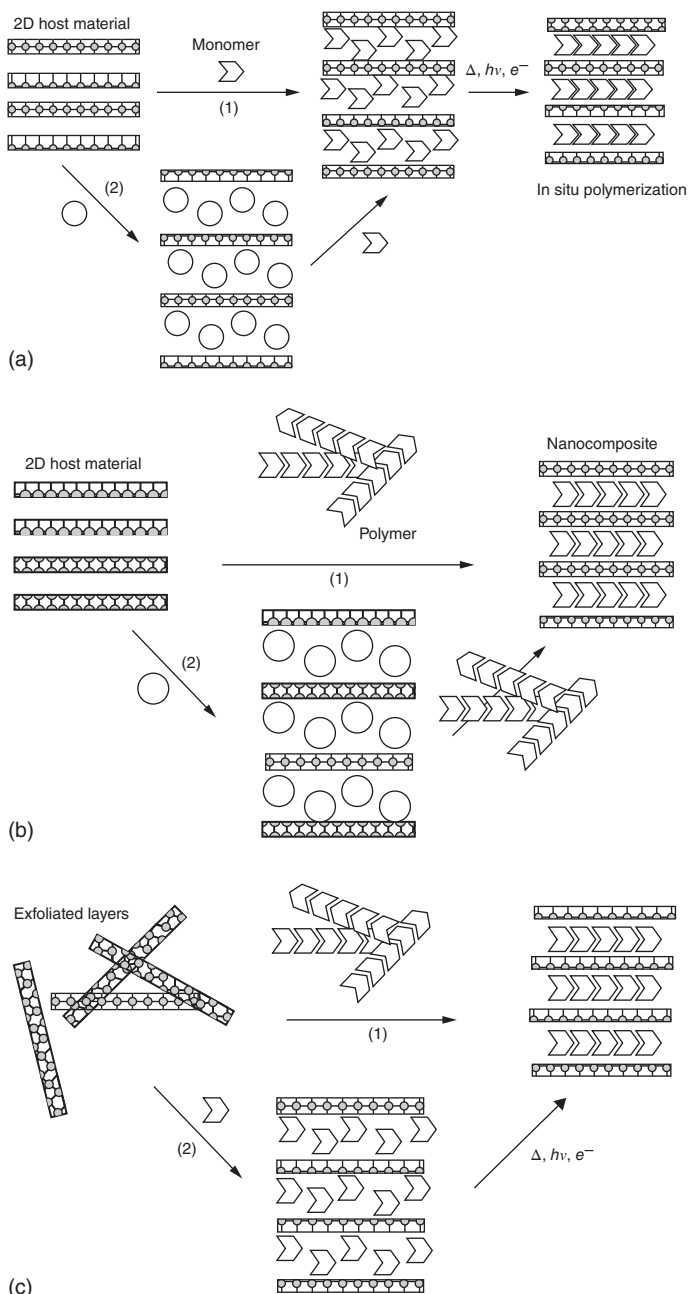 2D host material
Monomer
(1)
Δ, hν, e⁻
In situ polymerization
(2)
(a)
2D host material
Polymer
(1)
Nanocomposite
(2)
(b)
Exfoliated layers
(1)
(2)
Δ, hν, e⁻
(c)